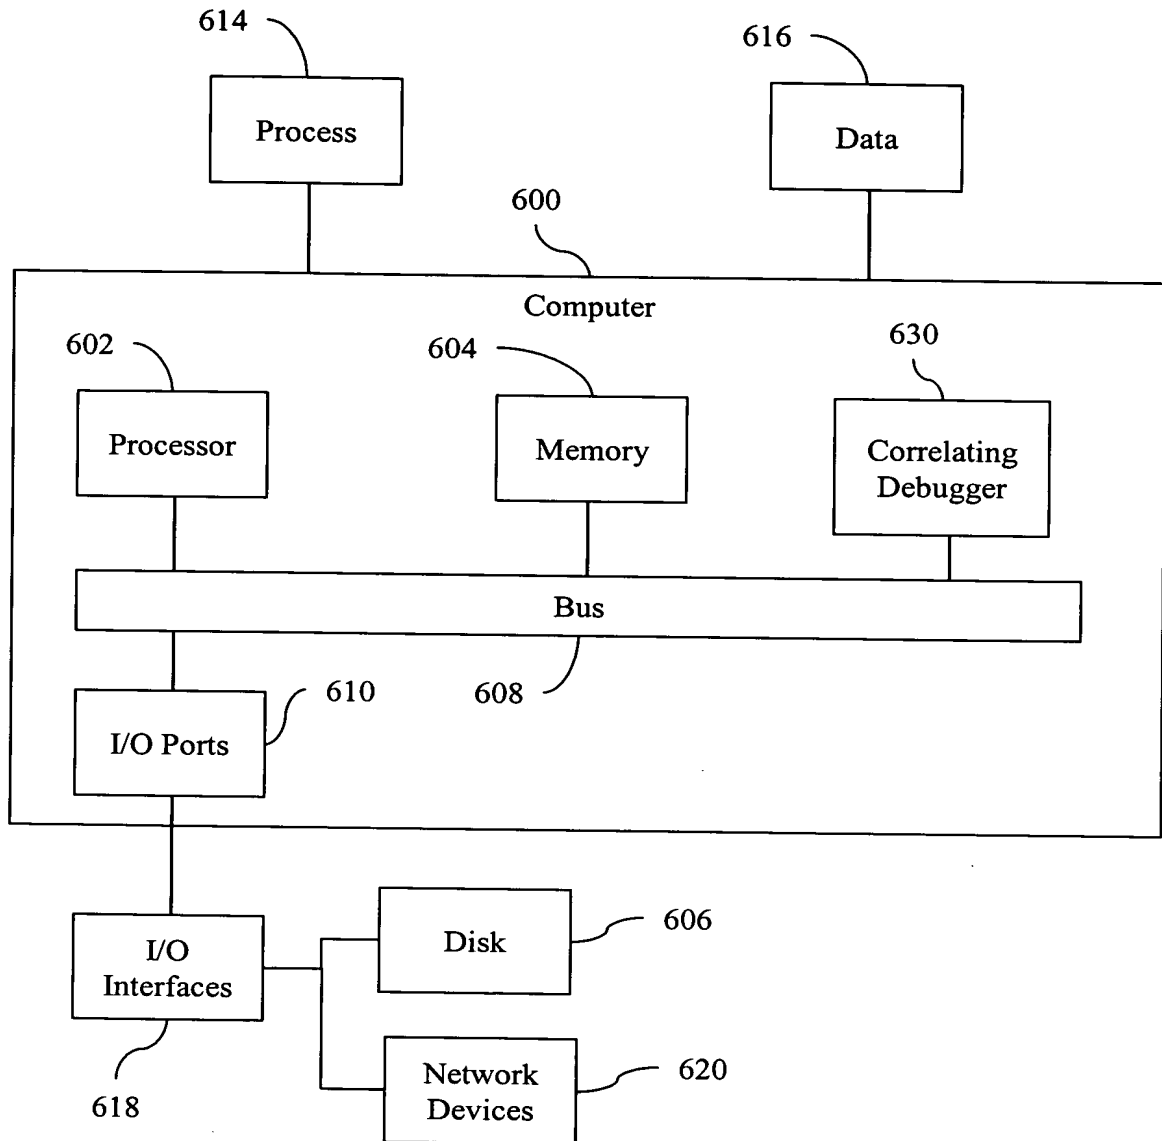 614
616
Process
Data
600
Computer
602
604
630
Processor
Memory
Correlating
Debugger
Bus
610
608
I/O Ports
606
Disk
I/O
Interfaces
620
Network
Devices
618